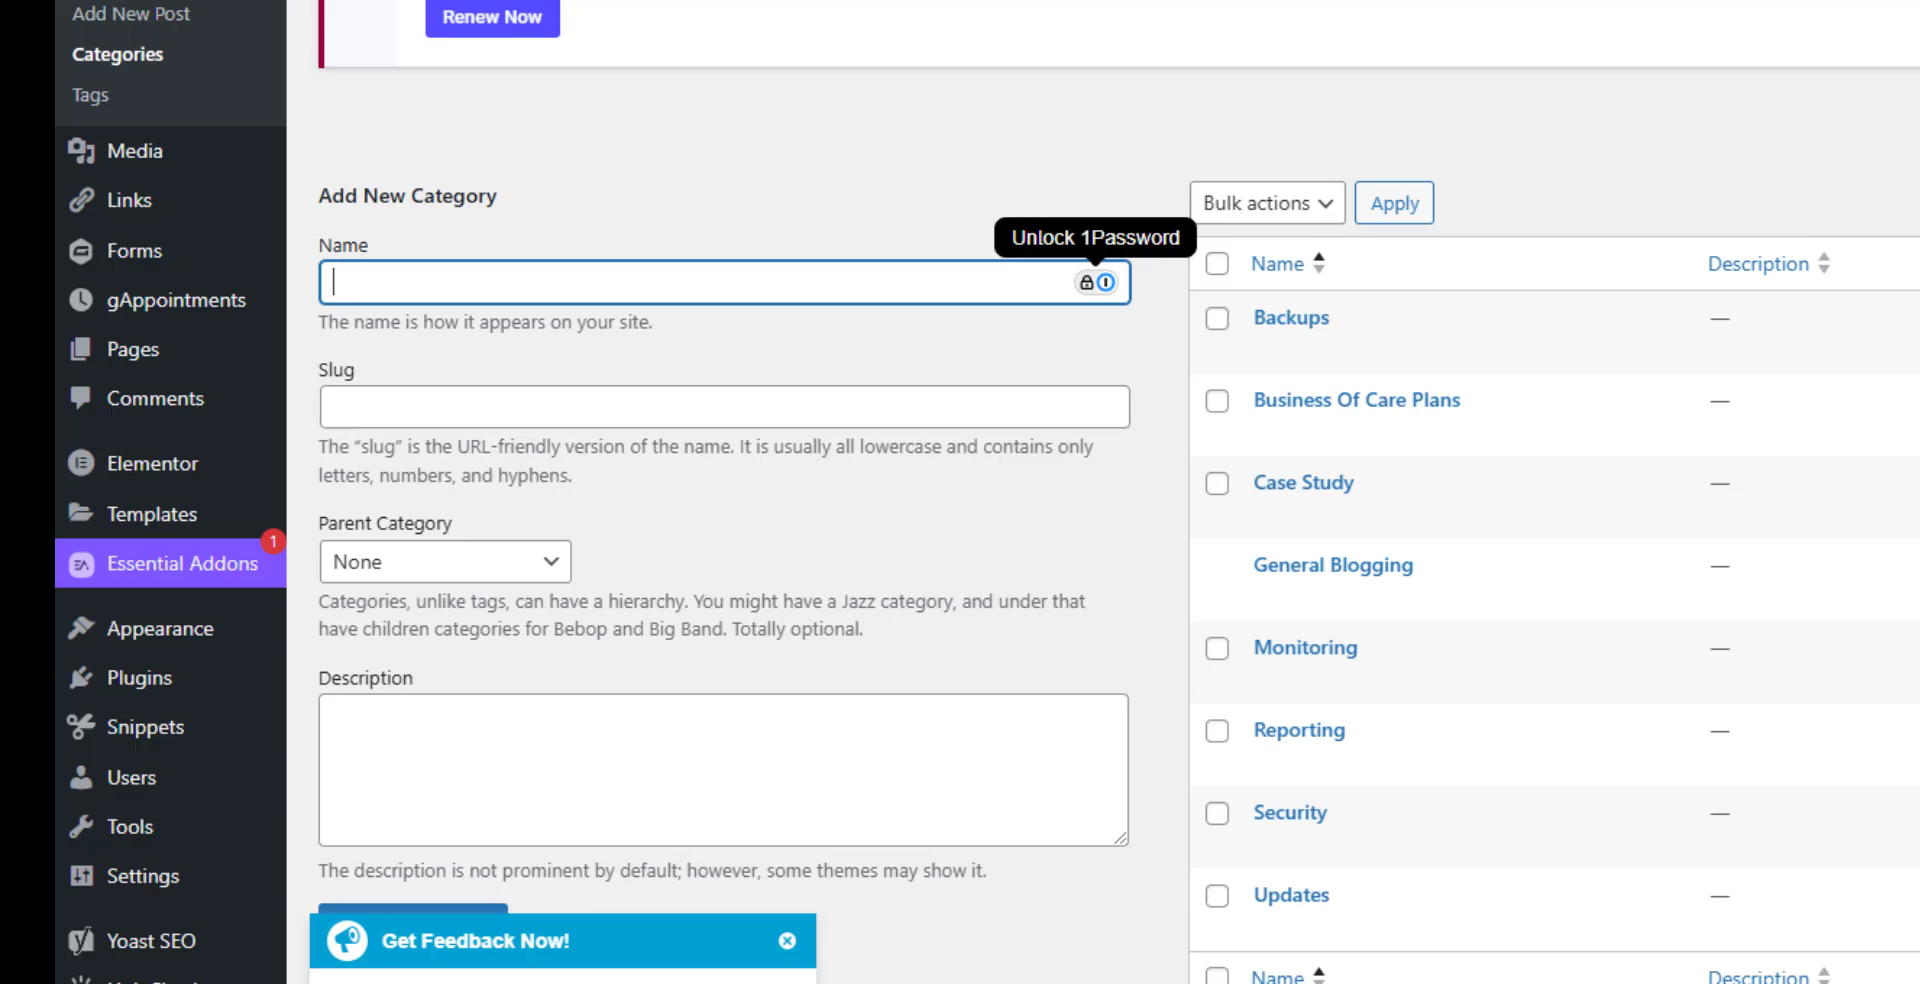 Add New Post
Categories
Tags
Media
Links
Forms
gAppointments
Pages
Comments
Elementor
Templates
Essential Addons
1
Appearance
Plugins
Snippets
Users
Tools
Settings
Yoast SEO
Renew Now
Add New Category
Name
Unlock 1Password
The name is how it appears on your site.
Slug
The “slug” is the URL-friendly version of the name. It is usually all lowercase and contains only
letters, numbers, and hyphens.
Parent Category
None
Categories, unlike tags, can have a hierarchy. You might have a Jazz category, and under that
have children categories for Bebop and Big Band. Totally optional.
Description
The description is not prominent by default; however, some themes may show it.
Get Feedback Now!
Bulk actions
Apply
Name
Description
Backups
—
Business Of Care Plans
—
Case Study
—
General Blogging
—
Monitoring
—
Reporting
—
Security
—
Updates
—
Name
Description